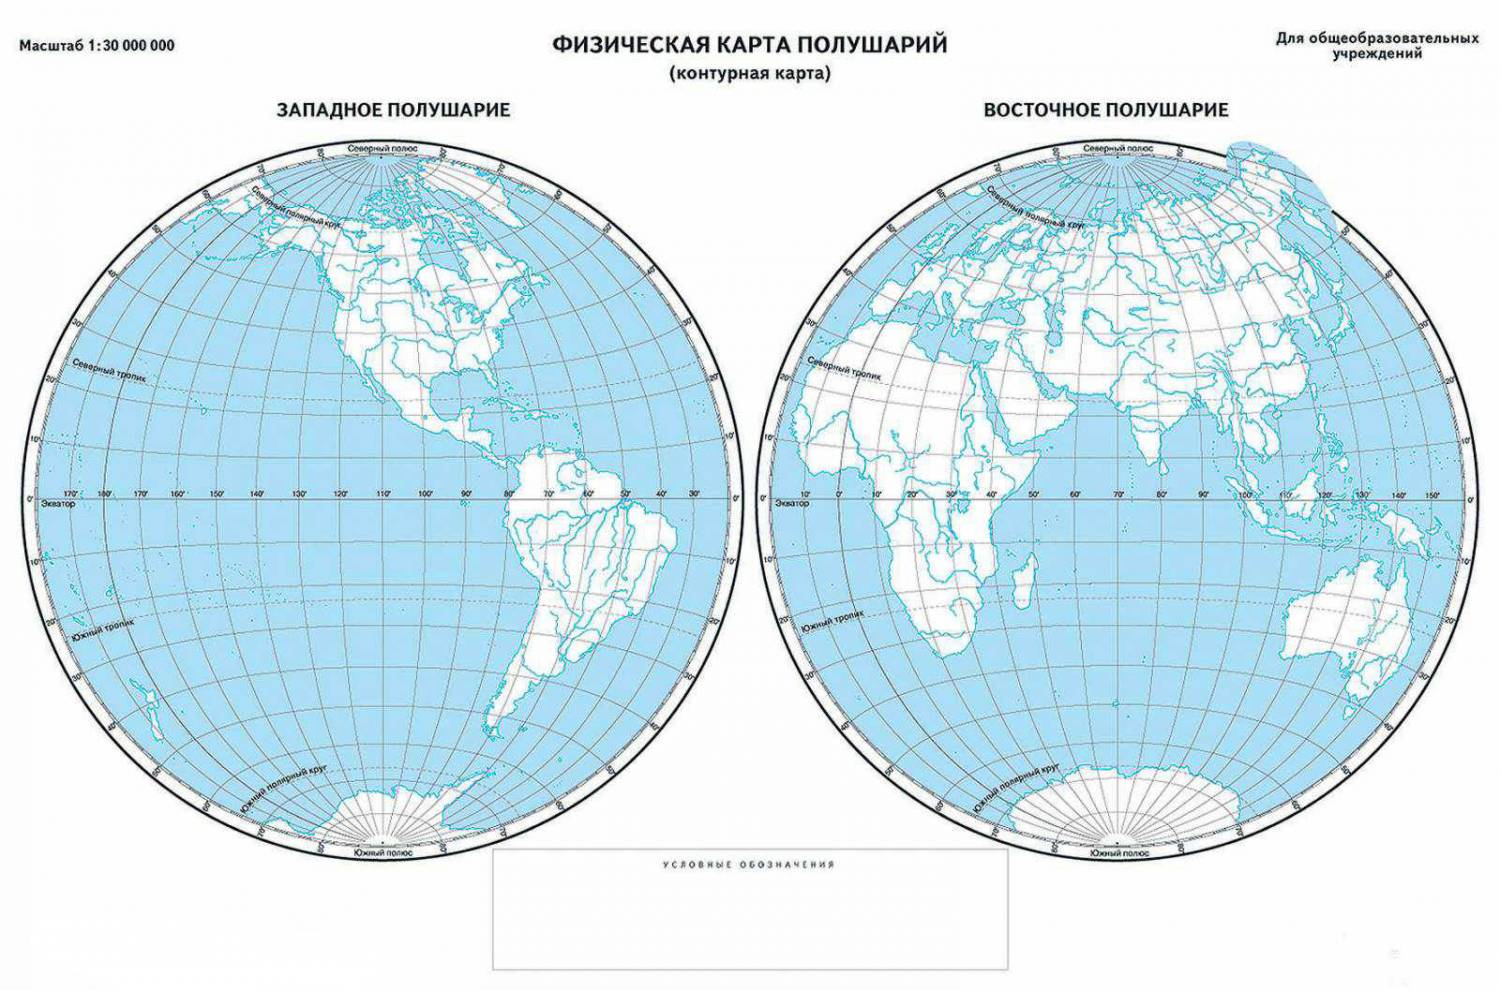 Масштаб 1:30 000 000
ФИЗИЧЕСКАЯ КАРТА ПОЛУШАРИЙ
(контурная карта)
Для общеобразовательных
учреждений
ЗАПАДНОЕ ПОЛУШАРИЕ
ВОСТОЧНОЕ ПОЛУШАРИЕ
Северный полюс
Северный полярный круг
Северный тропик
170° 180° 170° 160° 150° 140° 130° 120° 110° 100° 90° 80° 70° 60° 50° 40° 30°
Экватор
Южный тропик
Южный полярный круг
Южный полюс
Северный полюс
Северный полярный круг
Северный тропик
10° 0° 10° 20° 30° 40° 50° 60° 70° 80° 90° 100° 110° 120° 130° 140° 150°
Экватор
Южный тропик
Южный полярный круг
Южный полюс
УСЛОВНЫЕ ОБОЗНАЧЕНИЯ